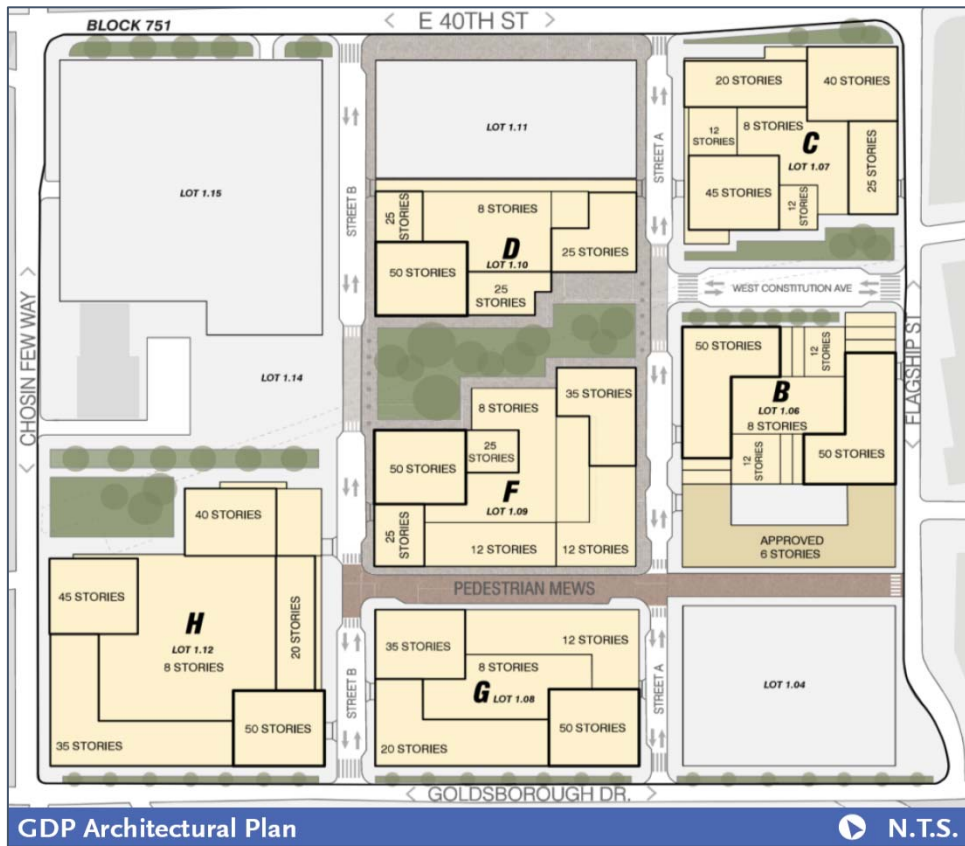 BLOCK 751
E 40TH ST
20 STORIES
40 STORIES
LOT 1.11
12
STORIES
8 STORIES
C
LOT 1.07
25 STORIES
LOT 1.15
STREET B
STREET A
45 STORIES
12
STORIES
25
STORIES
8 STORIES
D
LOT 1.10
25 STORIES
50 STORIES
25
STORIES
WEST CONSTITUTION AVE
CHOSIN FEW WAY
FLAGSHIP ST
LOT 1.14
50 STORIES
12
STORIES
B
LOT 1.06
8 STORIES
12
STORIES
50 STORIES
35 STORIES
8 STORIES
25
STORIES
50 STORIES
F
LOT 1.09
25
STORIES
12 STORIES
12 STORIES
APPROVED
6 STORIES
40 STORIES
45 STORIES
H
LOT 1.12
8 STORIES
20 STORIES
35 STORIES
50 STORIES
PEDESTRIAN MEWS
35 STORIES
12 STORIES
8 STORIES
G LOT 1.08
20 STORIES
50 STORIES
STREET B
STREET A
LOT 1.04
GOLDSBOROUGH DR.
GDP Architectural Plan
N.T.S.